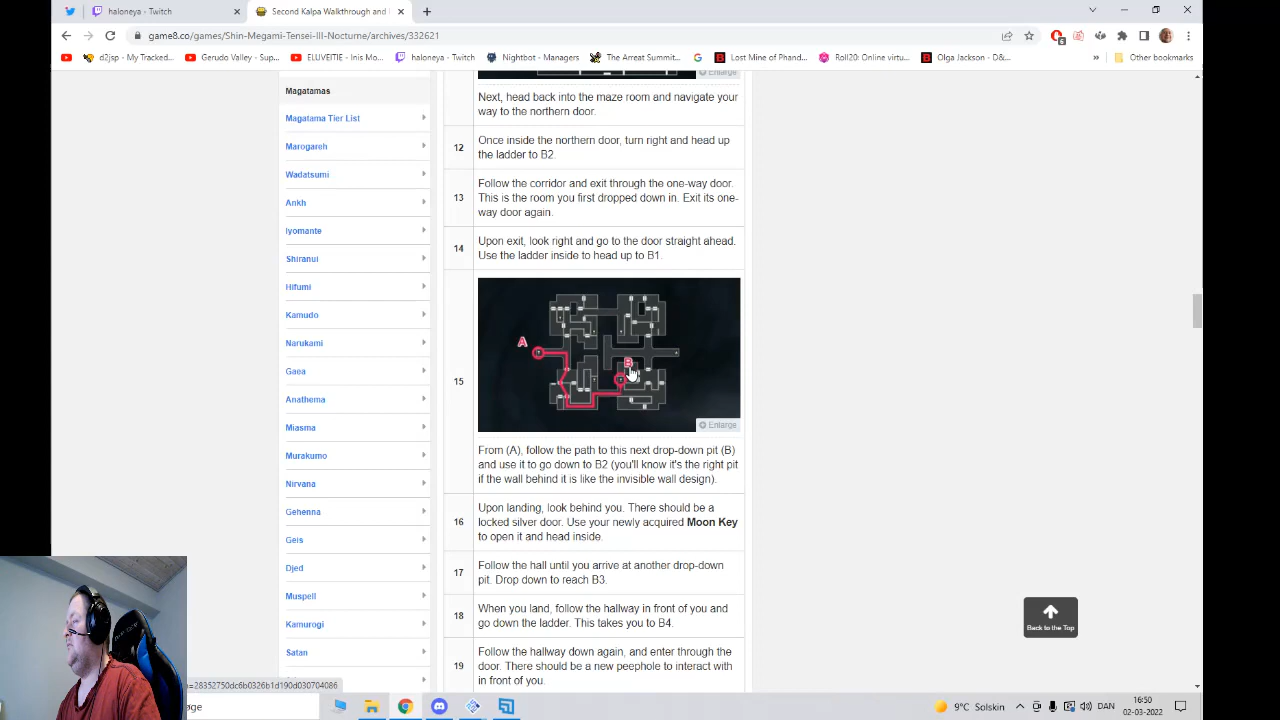 haloneya - Twitch
Second Kalpa Walkthrough and
game8.co/games/Shin-Megami-Tensei-III-Nocturne/archives/332621
d2jsp - My Tracked...
Gerudo Valley - Sup...
ELUVEITIE - Inis Mo...
haloneya - Twitch
Nightbot - Managers
The Arreat Summit...
Lost Mine of Phand...
Roll20: Online virtu...
Olga Jackson - D&...
»
Other bookmarks
Enlarge
Magatamas
Magatama Tier List
Marogareh
Wadatsumi
Ankh
Iyomante
Shiranui
Hifumi
Kamudo
Narukami
Gaea
Anathema
Miasma
Murakumo
Nirvana
Gehenna
Geis
Djed
Muspell
Kamurogi
Satan
Next, head back into the maze room and navigate your
way to the northern door.
12
Once inside the northern door, turn right and head up
the ladder to B2.
13
Follow the corridor and exit through the one-way door.
This is the room you first dropped down in. Exit its one-
way door again.
14
Upon exit, look right and go to the door straight ahead.
Use the ladder inside to head up to B1.
15
A
B
Enlarge
From (A), follow the path to this next drop-down pit (B)
and use it to go down to B2 (you'll know it's the right pit
if the wall behind it is like the invisible wall design).
16
Upon landing, look behind you. There should be a
locked silver door. Use your newly acquired Moon Key
to open it and head inside.
17
Follow the hall until you arrive at another drop-down
pit. Drop down to reach B3.
18
When you land, follow the hallway in front of you and
go down the ladder. This takes you to B4.
19
Follow the hallway down again, and enter through the
door. There should be a new peephole to interact with
in front of you.
Back to the Top
=28352750dc6b0326b1d190d030704086
øge
9°C Solskin
DAN
16:50
02-03-2022